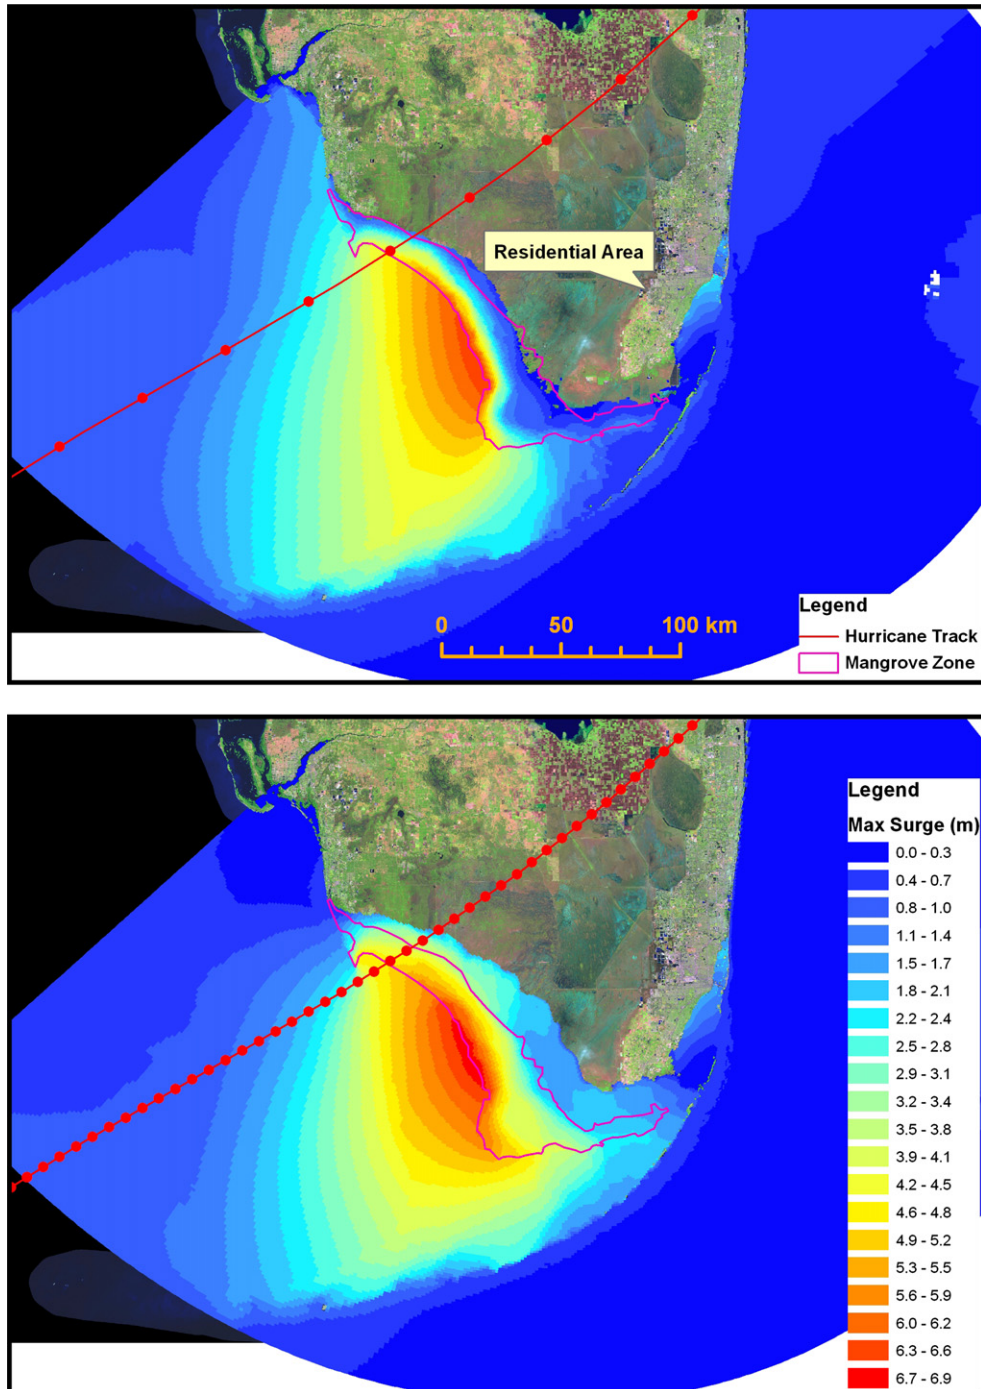 Residential Area
0 50 100 km
Legend
Hurricane Track
Mangrove Zone
Legend
Max Surge (m)
0.0 - 0.3
0.4 - 0.7
0.8 - 1.0
1.1 - 1.4
1.5 - 1.7
1.8 - 2.1
2.2 - 2.4
2.5 - 2.8
2.9 - 3.1
3.2 - 3.4
3.5 - 3.8
3.9 - 4.1
4.2 - 4.5
4.6 - 4.8
4.9 - 5.2
5.3 - 5.5
5.6 - 5.9
6.0 - 6.2
6.3 - 6.6
6.7 - 6.9